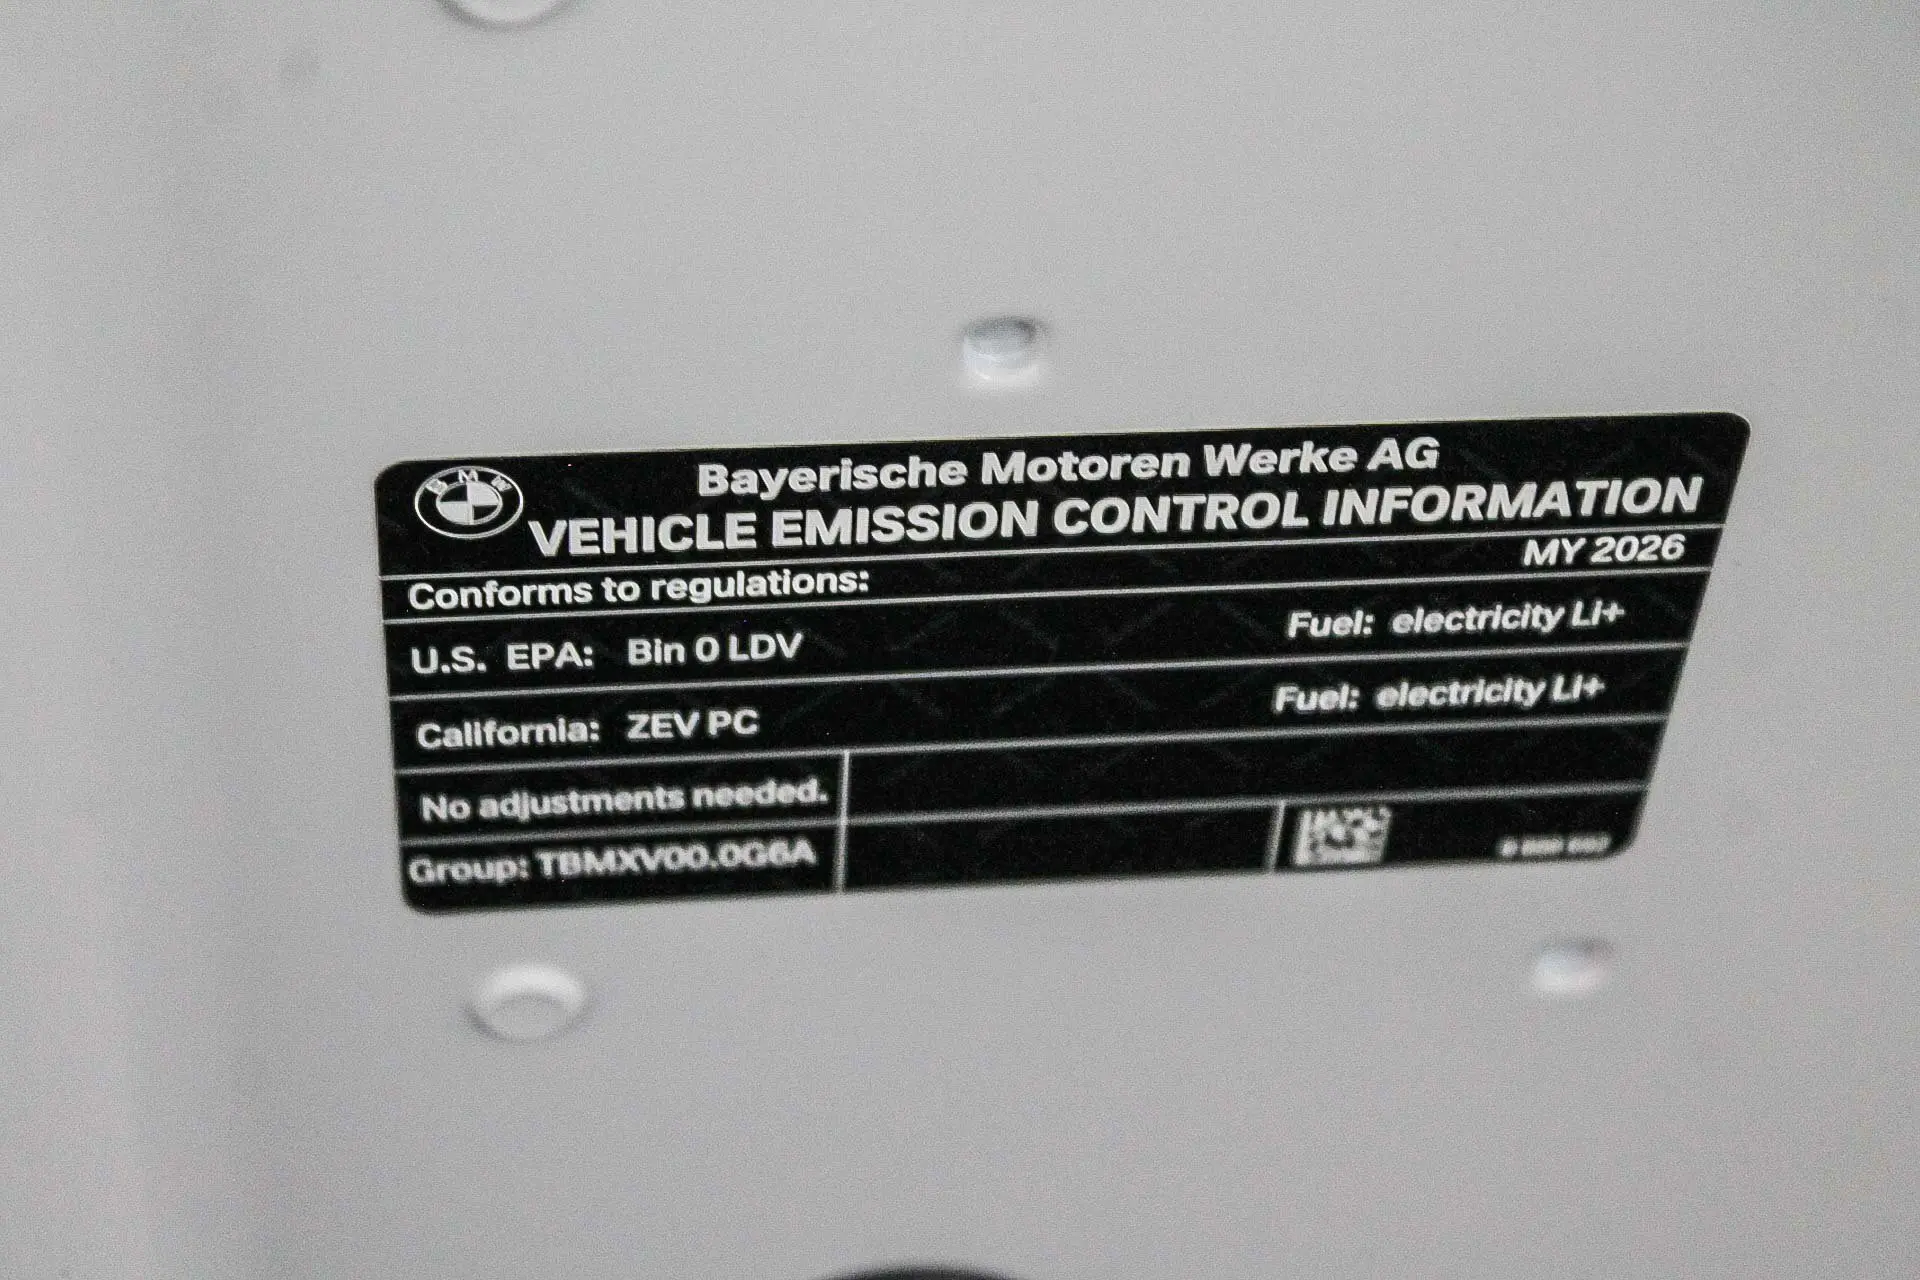 BMW
Bayerische Motoren Werke AG
VEHICLE EMISSION CONTROL INFORMATION
MY 2026
Conforms to regulations:
U.S. EPA: Bin 0 LDV Fuel: electricity Li+
California: ZEV PC Fuel: electricity Li+
No adjustments needed.
Group: TBMXV00.0G6A